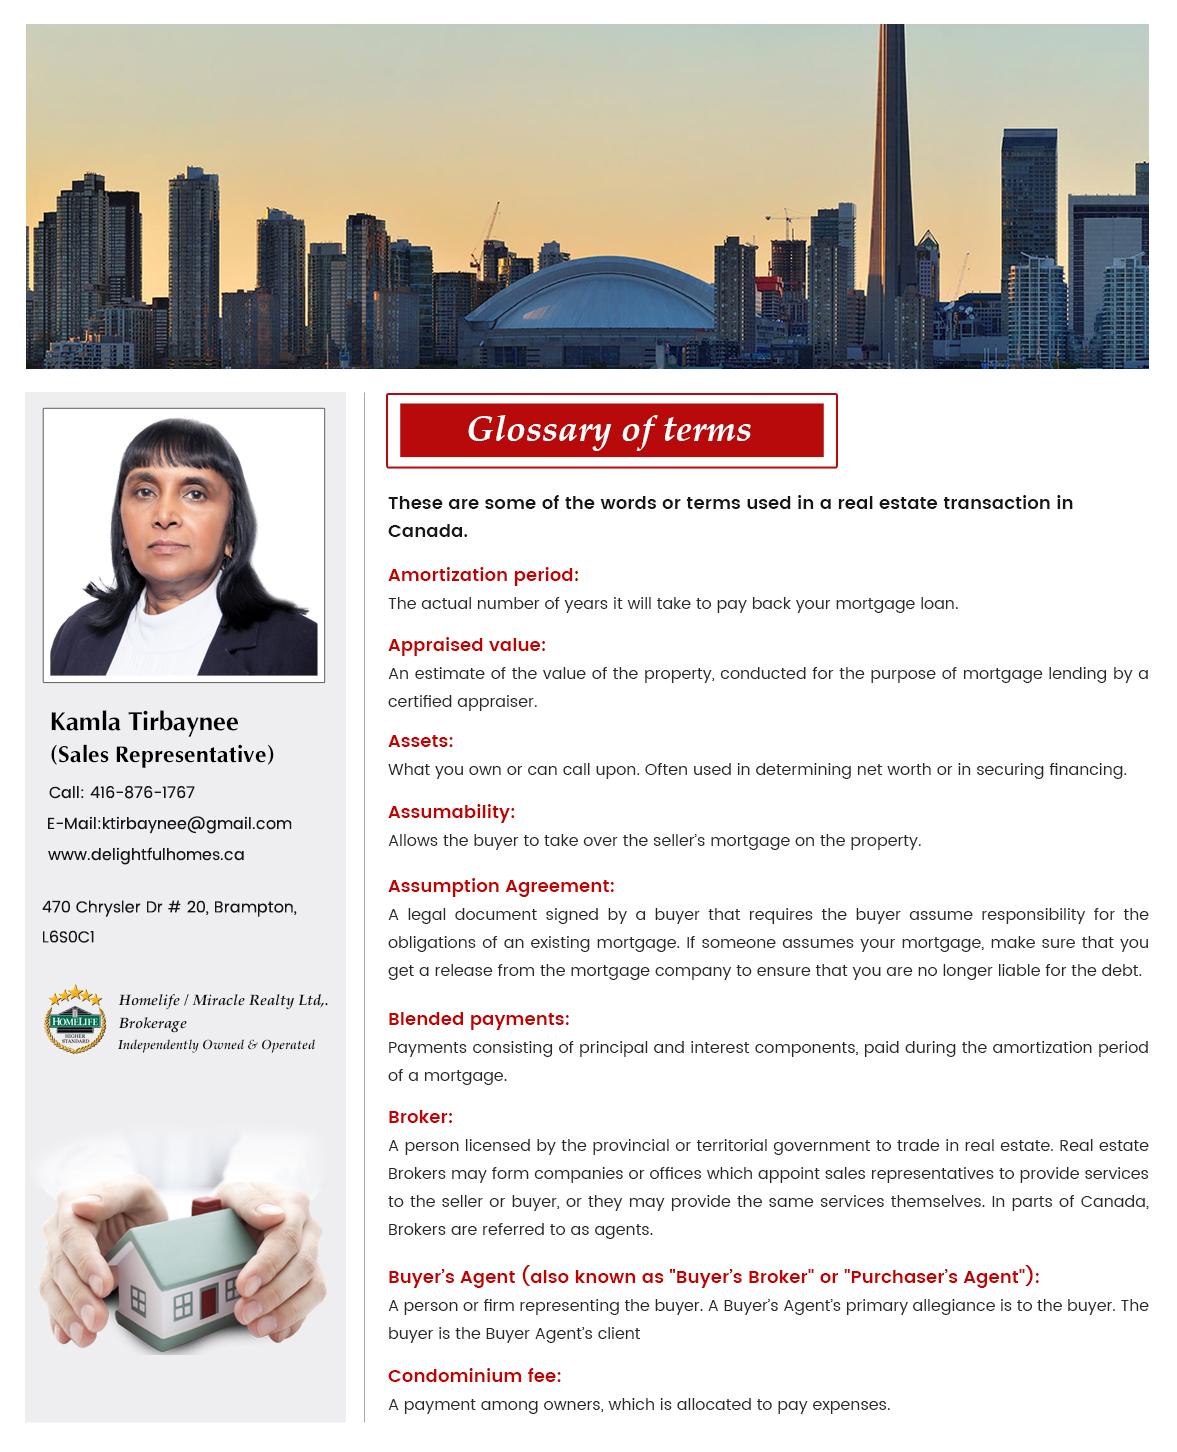 Kamla Tirbaynee
(Sales Representative)
Call: 416-876-1767
E-Mail:ktirbaynee@gmail.com
www.delightfulhomes.ca
470 Chrysler Dr # 20, Brampton,
L6S0C1
HOMELIFE
HIGHER
STANDARD
Homelife / Miracle Realty Ltd,.
Brokerage
Independently Owned & Operated
Glossary of terms
These are some of the words or terms used in a real estate transaction in
Canada.
Amortization period:
The actual number of years it will take to pay back your mortgage loan.
Appraised value:
An estimate of the value of the property, conducted for the purpose of mortgage lending by a
certified appraiser.
Assets:
What you own or can call upon. Often used in determining net worth or in securing financing.
Assumability:
Allows the buyer to take over the seller's mortgage on the property.
Assumption Agreement:
A legal document signed by a buyer that requires the buyer assume responsibility for the
obligations of an existing mortgage. If someone assumes your mortgage, make sure that you
get a release from the mortgage company to ensure that you are no longer liable for the debt.
Blended payments:
Payments consisting of principal and interest components, paid during the amortization period
of a mortgage.
Broker:
A person licensed by the provincial or territorial government to trade in real estate. Real estate
Brokers may form companies or offices which appoint sales representatives to provide services
to the seller or buyer, or they may provide the same services themselves. In parts of Canada,
Brokers are referred to as agents.
Buyer's Agent (also known as "Buyer's Broker" or "Purchaser's Agent"):
A person or firm representing the buyer. A Buyer's Agent's primary allegiance is to the buyer. The
buyer is the Buyer Agent's client
Condominium fee:
A payment among owners, which is allocated to pay expenses.